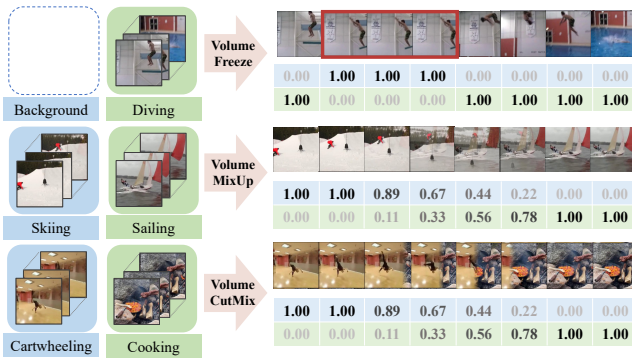 Background
Diving
Volume
Freeze
0.00 1.00 1.00 1.00 0.00 0.00 0.00 0.00
1.00 0.00 0.00 0.00 1.00 1.00 1.00 1.00
Skiing
Sailing
Volume
MixUp
1.00 1.00 0.89 0.67 0.44 0.22 0.00 0.00
0.00 0.00 0.11 0.33 0.56 0.78 1.00 1.00
Cartwheeling
Cooking
Volume
CutMix
1.00 1.00 0.89 0.67 0.44 0.22 0.00 0.00
0.00 0.00 0.11 0.33 0.56 0.78 1.00 1.00